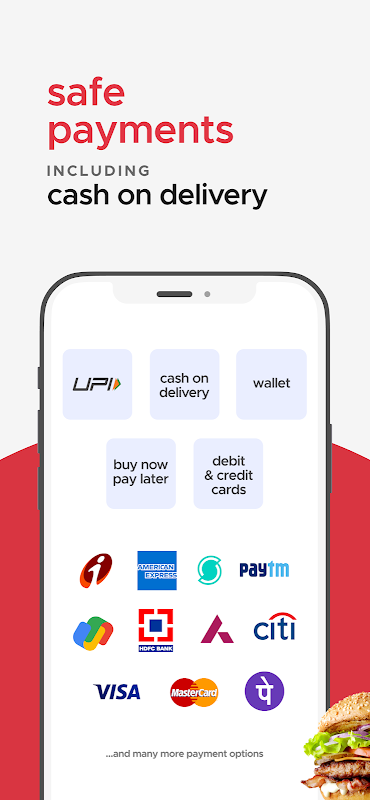 safe
payments
INCLUDING
cash on delivery
UPI
cash on
delivery
wallet
buy now
pay later
debit
& credit
cards
AMERICAN
EXPRESS
paytm
HDFC BANK
citi
VISA
MasterCard
पे
...and many more payment options